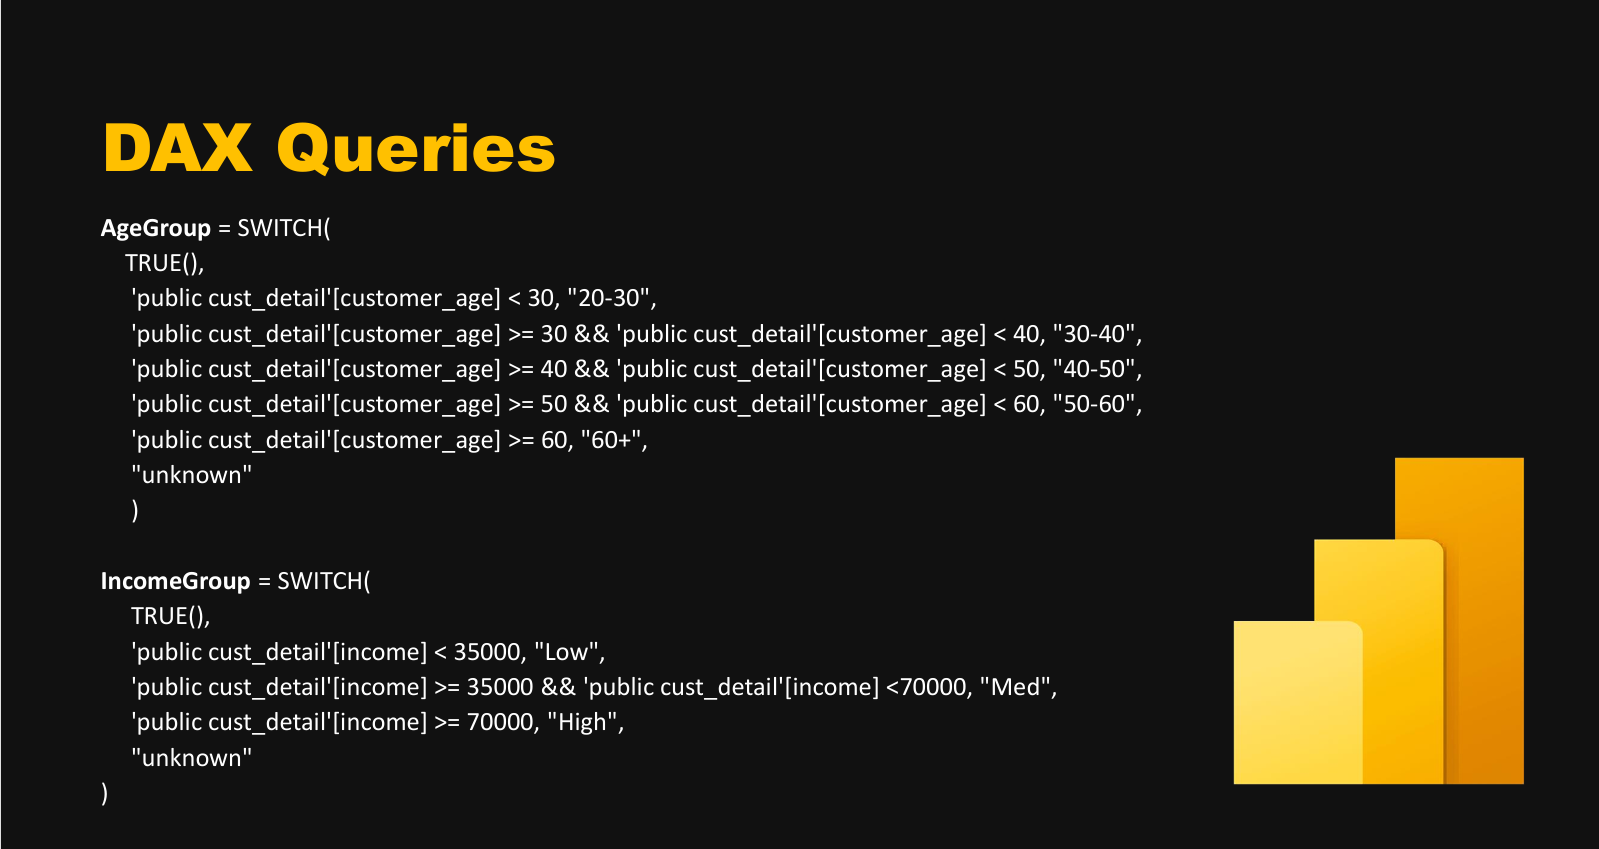 DAX Queries
AgeGroup = SWITCH(
TRUE(),
'public cust_detail'[customer_age] < 30, "20-30",
'public cust_detail'[customer_age] >= 30 && 'public cust_detail'[customer_age] < 40, "30-40",
'public cust_detail'[customer_age] >= 40 && 'public cust_detail'[customer_age] < 50, "40-50",
'public cust_detail'[customer_age] >= 50 && 'public cust_detail'[customer_age] < 60, "50-60",
'public cust_detail'[customer_age] >= 60, "60+",
"unknown"
)
IncomeGroup = SWITCH(
TRUE(),
'public cust_detail'[income] < 35000, "Low",
'public cust_detail'[income] >= 35000 && 'public cust_detail'[income] <70000, "Med",
'public cust_detail'[income] >= 70000, "High",
"unknown"
)